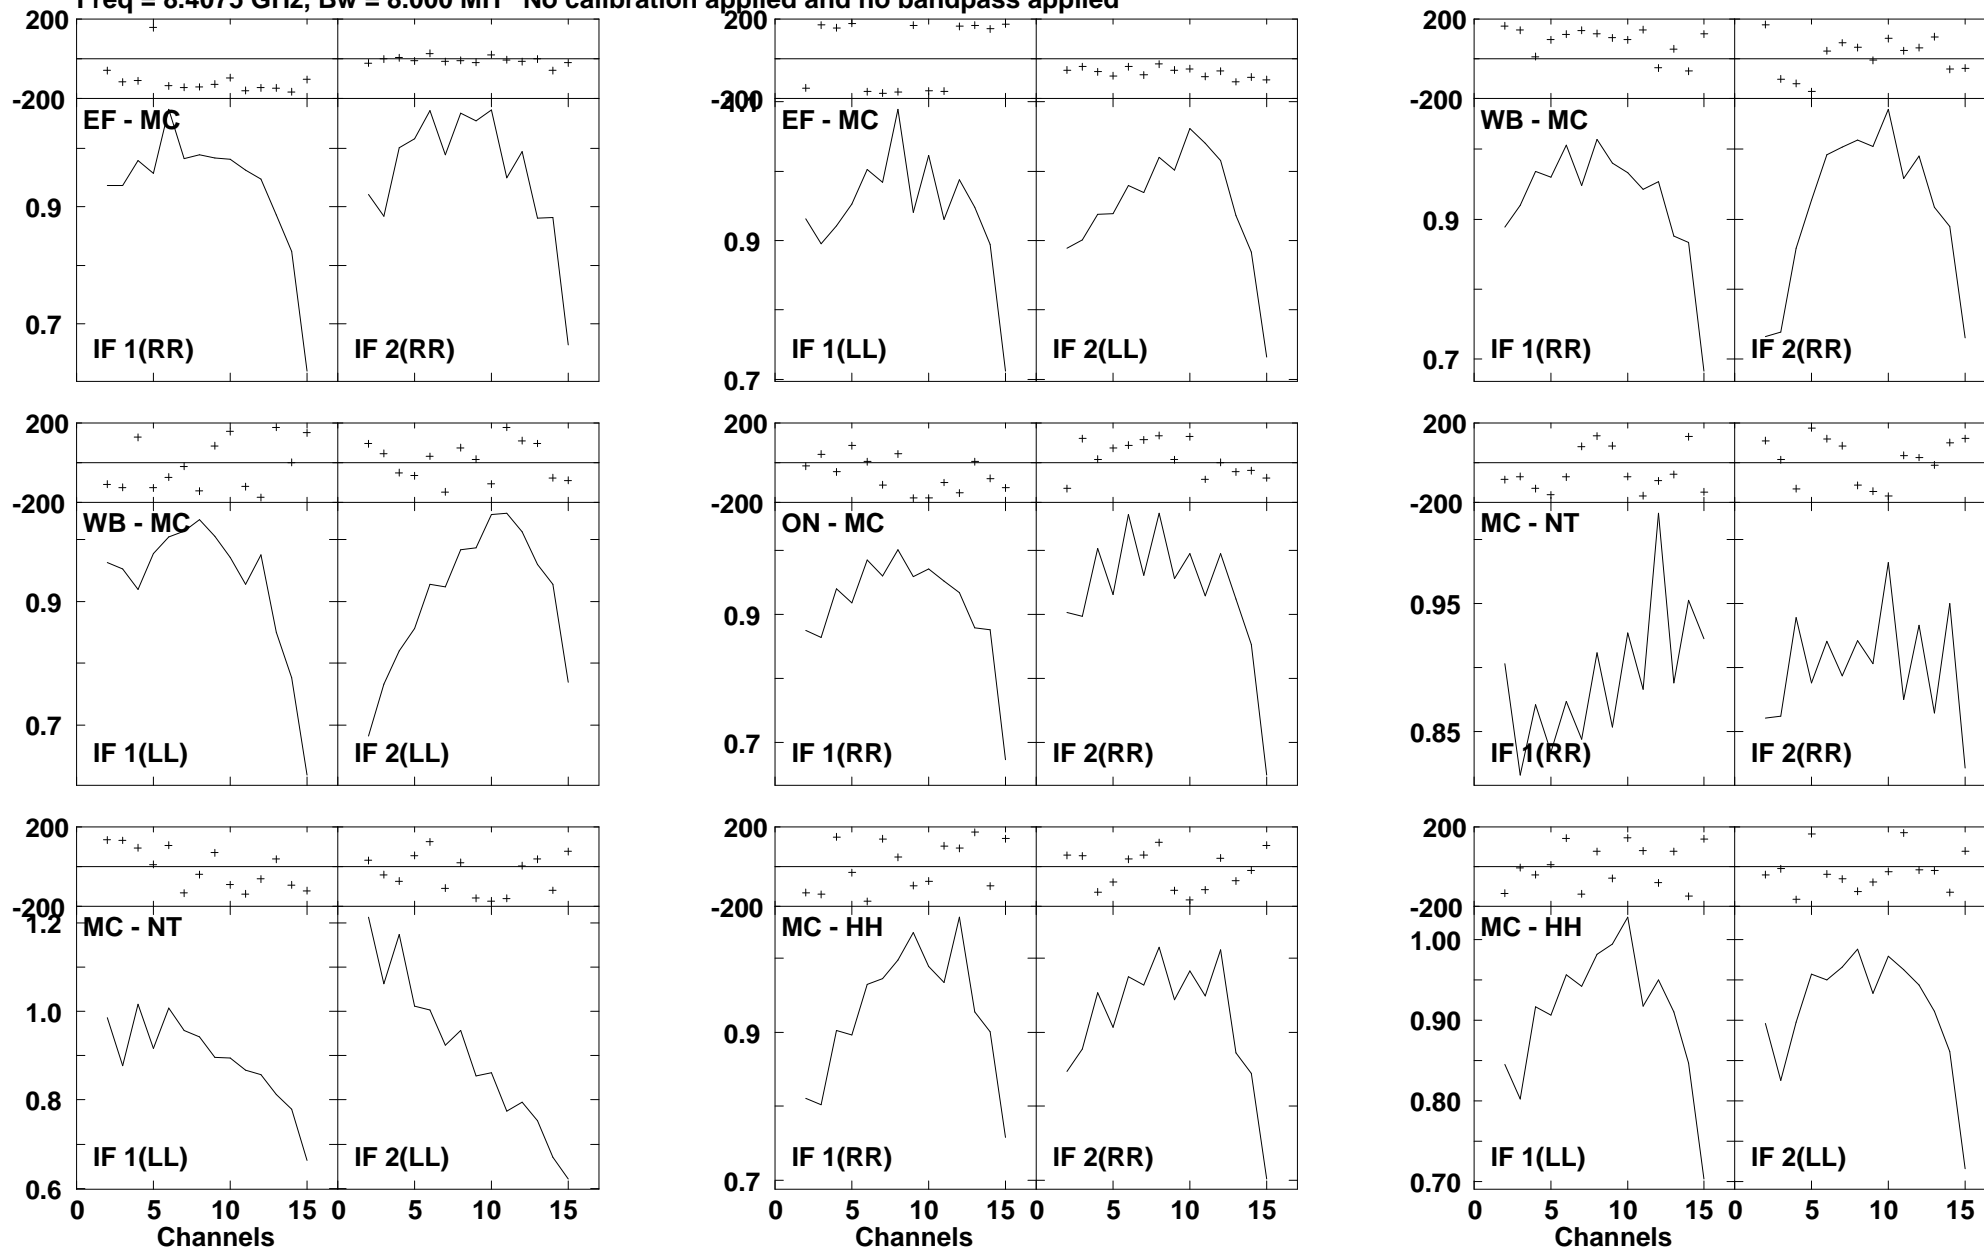 Freq = 8.4075 GHz, Bw = 8.000 MH No calibration applied and no bandpass applied
200
-200
EF - MC
0.9
0.7
IF 1(RR)
IF 2(RR)
200
-200
EF - MC
0.9
0.7
IF 1(LL)
IF 2(LL)
200
-200
WB - MC
0.9
0.7
IF 1(RR)
IF 2(RR)
200
-200
WB - MC
0.9
0.7
IF 1(LL)
IF 2(LL)
200
-200
ON - MC
0.9
0.7
IF 1(RR)
IF 2(RR)
200
-200
MC - NT
0.95
0.85
IF 1(RR)
IF 2(RR)
200
-200
1.2
MC - NT
1.0
0.8
0.6
IF 1(LL)
IF 2(LL)
0 5 10 15 0 5 10 15
Channels
200
-200
MC - HH
0.9
0.7
IF 1(RR)
IF 2(RR)
0 5 10 15 0 5 10 15
Channels
200
-200
MC - HH
1.00
0.90
0.80
0.70
IF 1(LL)
IF 2(LL)
0 5 10 15 0 5 10 15
Channels